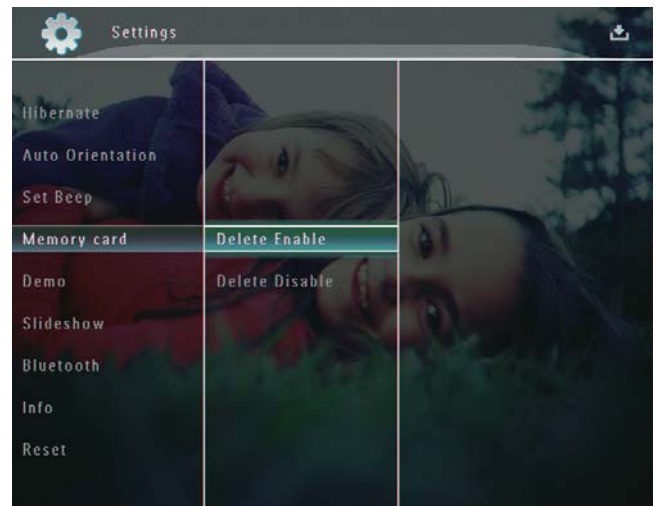 Settings
Hibernate
Auto Orientation
Set Beep
Memory card
Delete Enable
Demo
Delete Disable
Slideshow
Bluetooth
Info
Reset